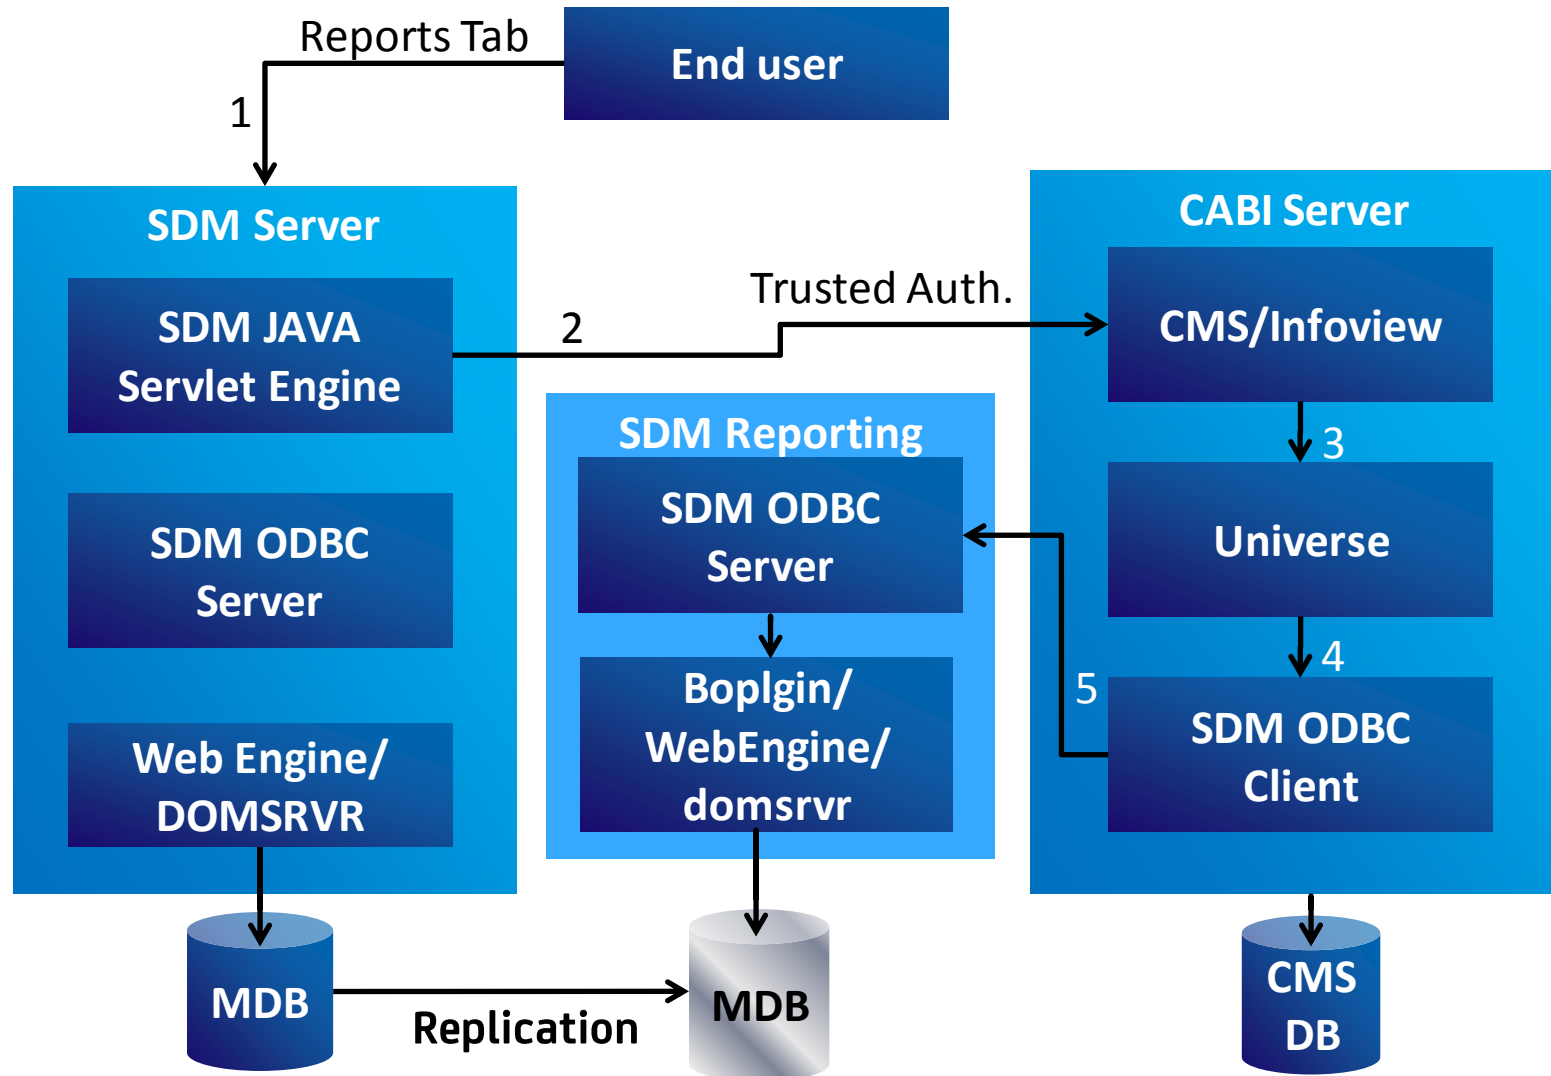 Reports Tab
End user
1
SDM Server
SDM JAVA
Servlet Engine
SDM ODBC
Server
Web Engine/
DOMSRVR
2
Trusted Auth.
SDM Reporting
SDM ODBC
Server
Boplgin/
WebEngine/
domsrvr
CABI Server
CMS/Infoview
3
Universe
4
5
SDM ODBC
Client
MDB
Replication
MDB
CMS
DB